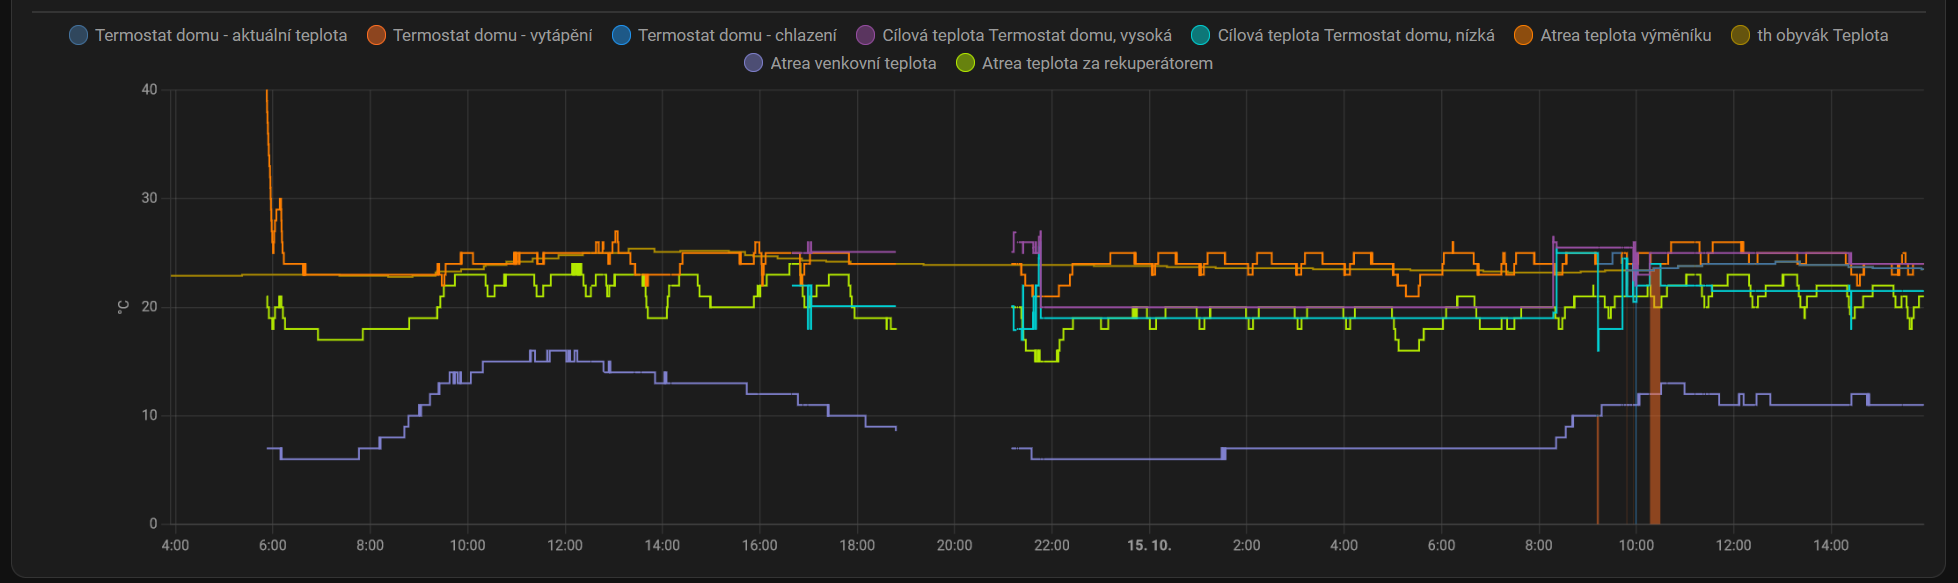 Termostat domu - aktuální teplota Termostat domu - vytápění Termostat domu - chlazení Cílová teplota Termostat domu, vysoká Cílová teplota Termostat domu, nízká Atrea teplota výměníku th obyvák Teplota
Atrea venkovní teplota Atrea teplota za rekuperátorem
40
30
°C
20
10
0
4:00 6:00 8:00 10:00 12:00 14:00 16:00 18:00 20:00 22:00 15. 10. 2:00 4:00 6:00 8:00 10:00 12:00 14:00